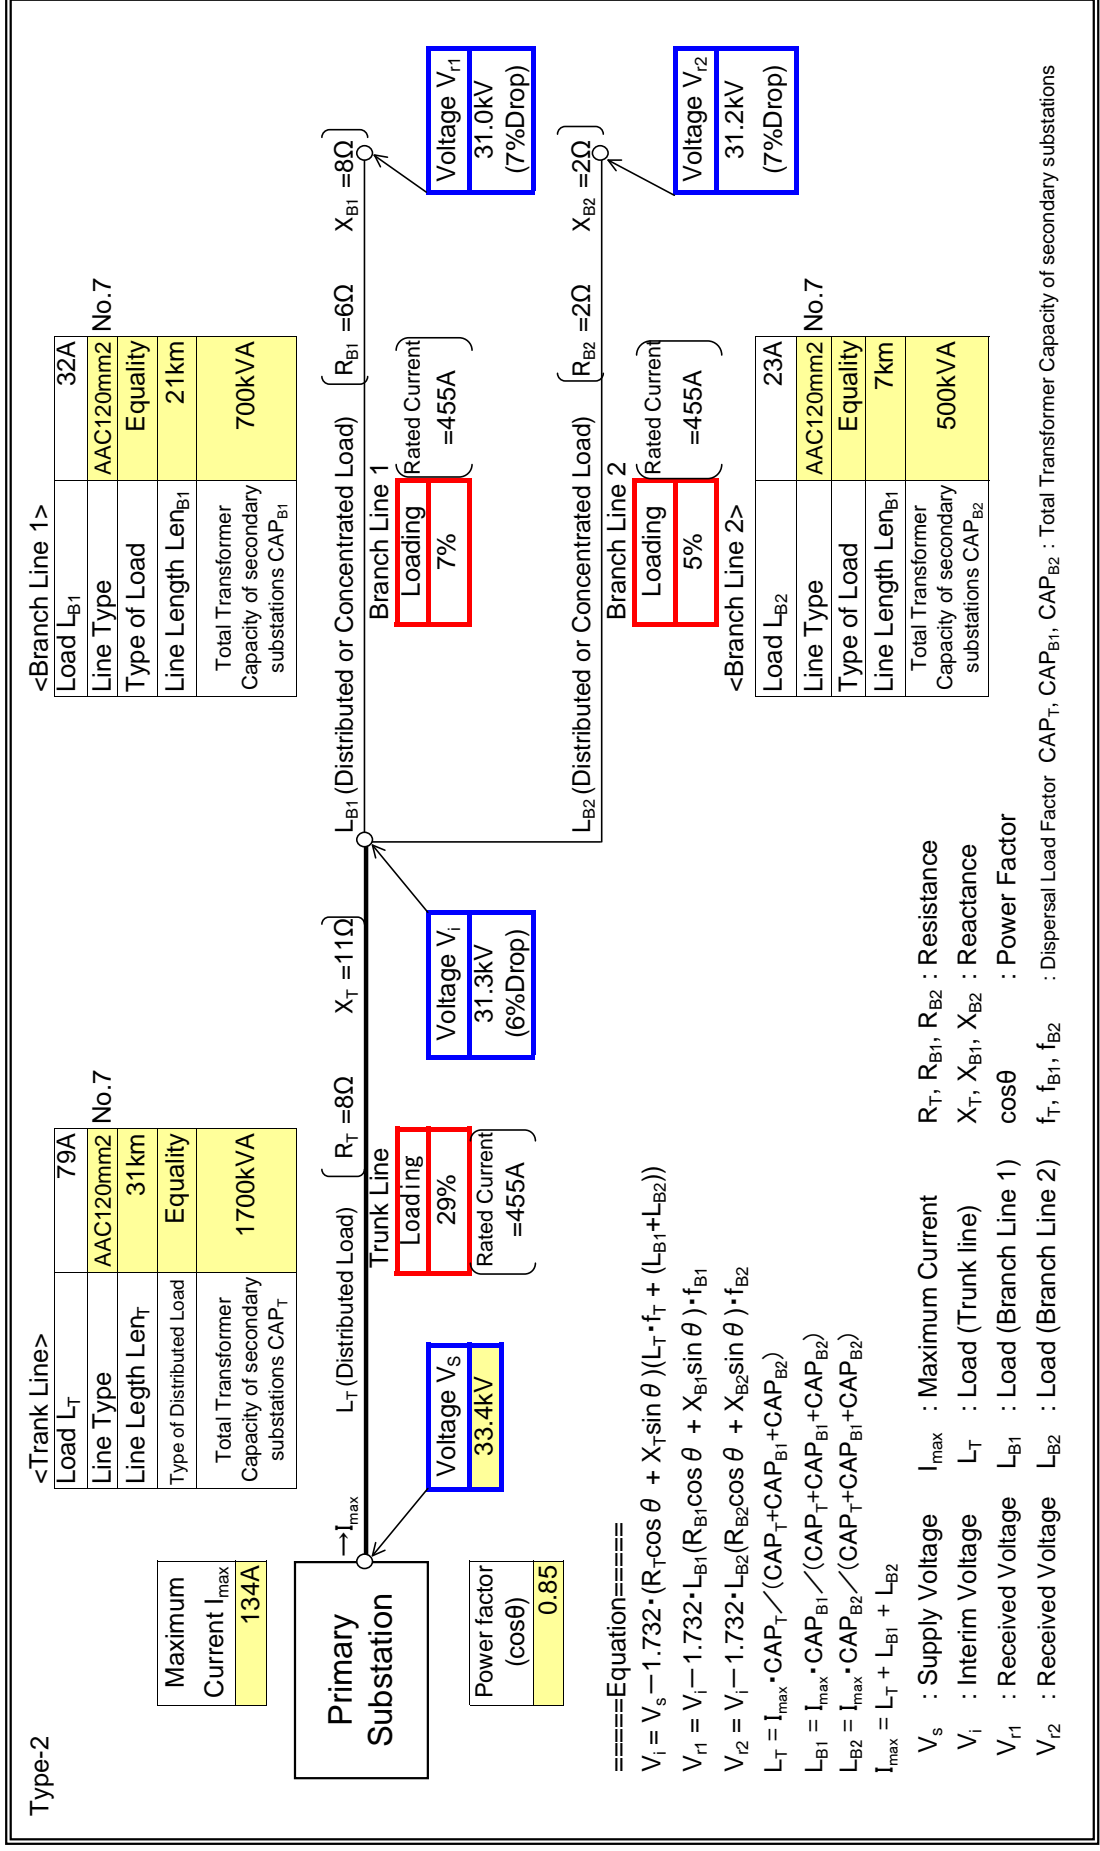 Type-2
Maximum
Current Imax
134A
<Trank Line>
Load LT 79A
Line Type AAC120mm2 No.7
Line Legth LenT 31km
Type of Distributed Load Equality
Total Transformer
Capacity of secondary
substations CAPT
1700kVA
<Branch Line 1>
Load LB1 32A
Line Type AAC120mm2 No.7
Type of Load Equality
Line Length LenB1 21km
Total Transformer
Capacity of secondary
substations CAPB1
700kVA
Primary
Substation
→Imax
LT (Distributed Load) RT =8Ω XT =11Ω
LB1 (Distributed or Concentrated Load) RB1 =6Ω XB1 =8Ω
Trunk Line
Loading
29%
Rated Current
=455A
Branch Line 1
Loading
7%
Rated Current
=455A
Voltage VS
33.4kV
Voltage Vi
31.3kV
(6%Drop)
Voltage Vr1
31.0kV
(7%Drop)
Power factor
(cosθ)
0.85
LB2 (Distributed or Concentrated Load) RB2 =2Ω XB2 =2Ω
Branch Line 2
Loading
5%
Rated Current
=455A
Voltage Vr2
31.2kV
(7%Drop)
<Branch Line 2>
Load LB2 23A
Line Type AAC120mm2 No.7
Type of Load Equality
Line Length LenB1 7km
Total Transformer
Capacity of secondary
substations CAPB2
500kVA
=====Equation=====
Vi = Vs－1.732･(RTcosθ + XTsinθ)(LT･fT + (LB1+LB2))
Vr1 = Vi－1.732･LB1(RB1cosθ + XB1sinθ)･fB1
Vr2 = Vi－1.732･LB2(RB2cosθ + XB2sinθ)･fB2
LT = Imax･CAPT／(CAPT+CAPB1+CAPB2)
LB1 = Imax･CAPB1／(CAPT+CAPB1+CAPB2)
LB2 = Imax･CAPB2／(CAPT+CAPB1+CAPB2)
Imax = LT + LB1 + LB2
Vs : Supply Voltage Imax : Maximum Current RT, RB1, RB2 : Resistance
Vi : Interim Voltage LT : Load (Trunk line) XT, XB1, XB2 : Reactance
Vr1 : Received Voltage LB1 : Load (Branch Line 1) cosθ : Power Factor
Vr2 : Received Voltage LB2 : Load (Branch Line 2) fT, fB1, fB2 : Dispersal Load Factor CAPT, CAPB1, CAPB2 : Total Transformer Capacity of secondary substations